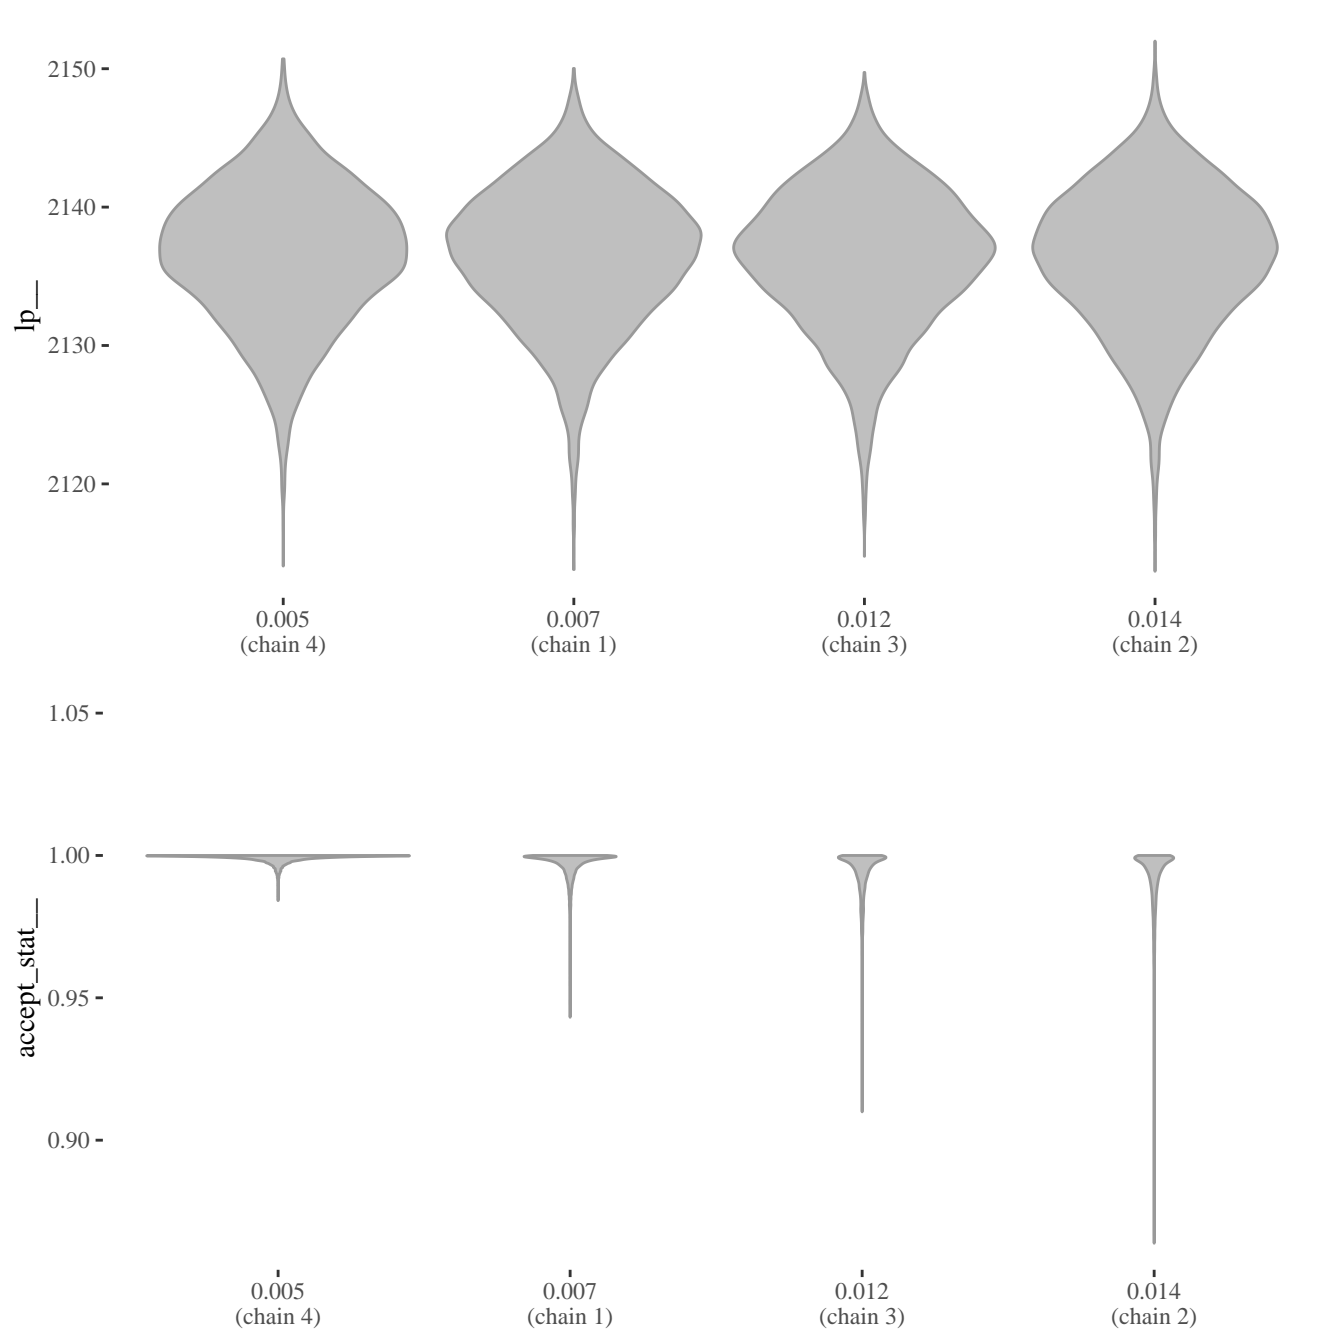 2150
2140
2130
2120
lp__
0.005
(chain 4)
0.007
(chain 1)
0.012
(chain 3)
0.014
(chain 2)
1.05
1.00
0.95
0.90
accept_stat__
0.005
(chain 4)
0.007
(chain 1)
0.012
(chain 3)
0.014
(chain 2)